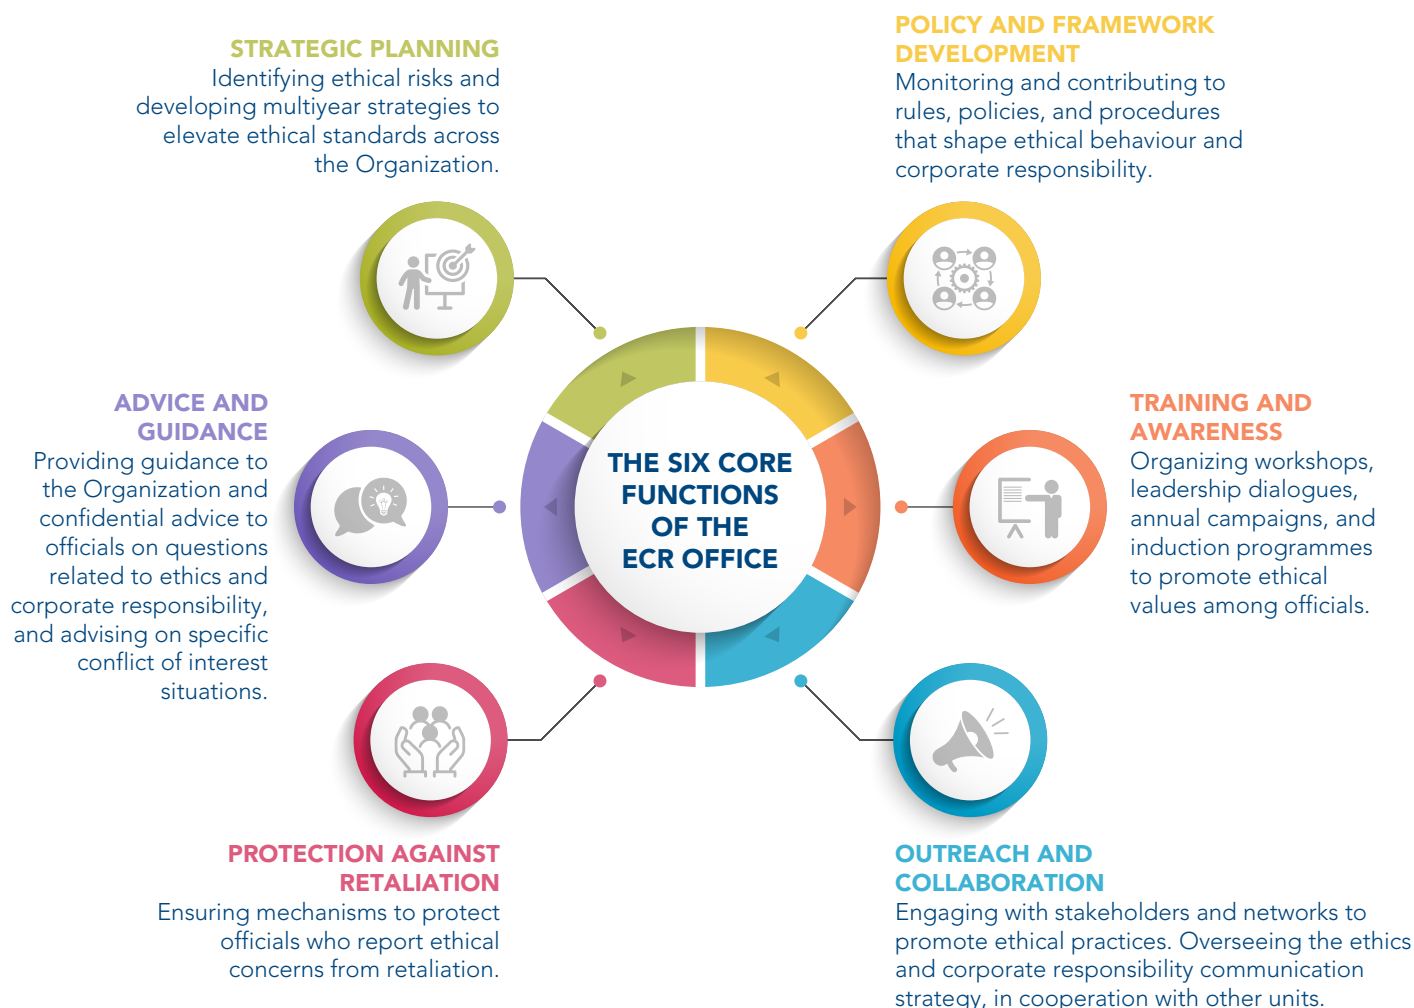 STRATEGIC PLANNING
Identifying ethical risks and
developing multiyear strategies to
elevate ethical standards across
the Organization.
POLICY AND FRAMEWORK
DEVELOPMENT
Monitoring and contributing to
rules, policies, and procedures
that shape ethical behaviour and
corporate responsibility.
ADVICE AND
GUIDANCE
Providing guidance to
the Organization and
confidential advice to
officials on questions
related to ethics and
corporate responsibility,
and advising on specific
conflict of interest
situations.
THE SIX CORE
FUNCTIONS
OF THE
ECR OFFICE
TRAINING AND
AWARENESS
Organizing workshops,
leadership dialogues,
annual campaigns, and
induction programmes
to promote ethical
values among officials.
PROTECTION AGAINST
RETALIATION
Ensuring mechanisms to protect
officials who report ethical
concerns from retaliation.
OUTREACH AND
COLLABORATION
Engaging with stakeholders and networks to
promote ethical practices. Overseeing the ethics
and corporate responsibility communication
strategy, in cooperation with other units.